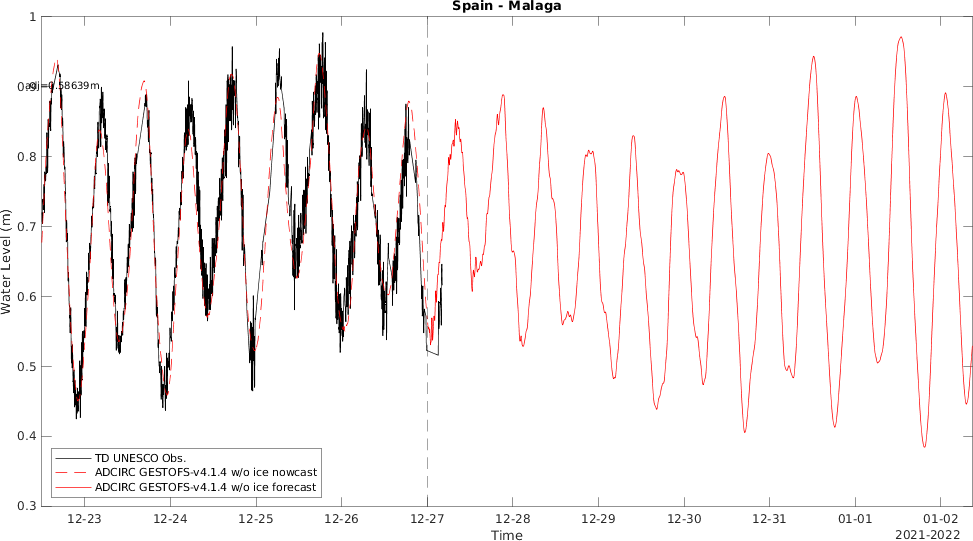 Spain - Malaga
Water Level (m)
1
0.9
adj=0.58639m
0.8
0.7
0.6
0.5
0.4
0.3
TD UNESCO Obs.
ADCIRC GESTOFS-v4.1.4 w/o ice nowcast
ADCIRC GESTOFS-v4.1.4 w/o ice forecast
12-23 12-24 12-25 12-26 12-27 12-28 12-29 12-30 12-31 01-01 01-02
Time
2021-2022